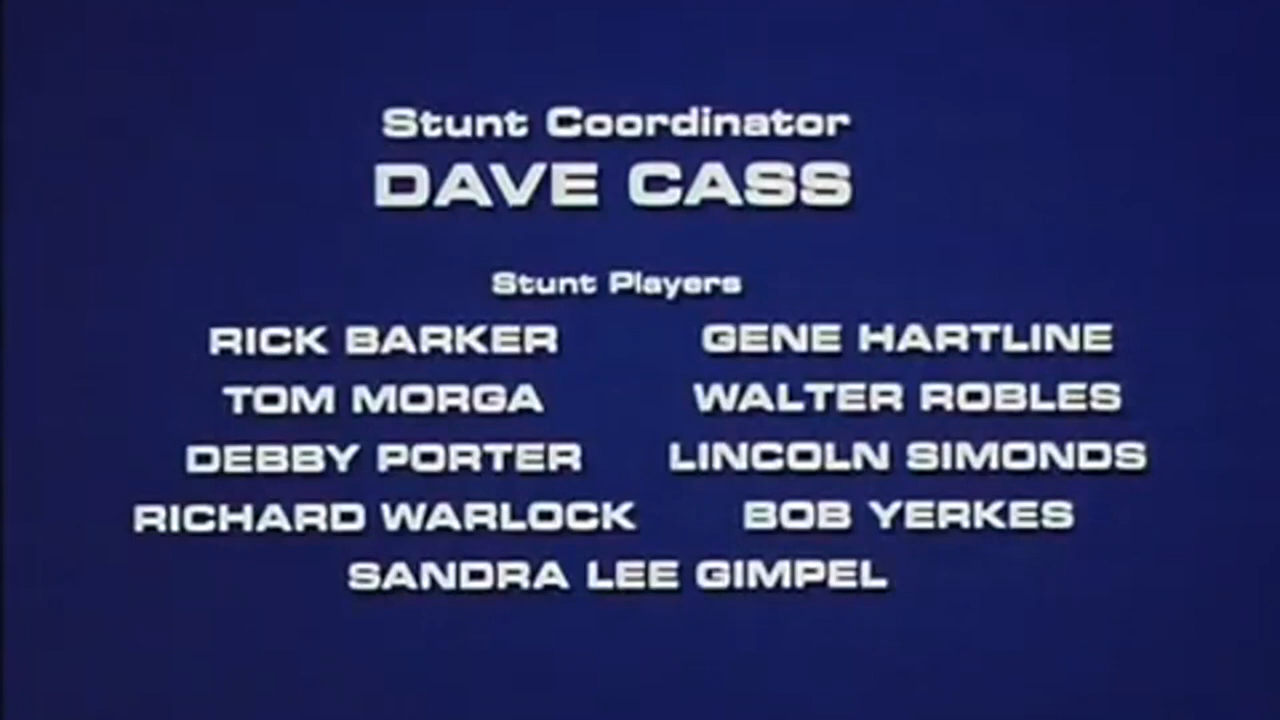 Stunt Coordinator
DAVE CASS
Stunt Players
RICK BARKER GENE HARTLINE
TOM MORGA WALTER ROBLES
DEBBY PORTER LINCOLN SIMONDS
RICHARD WARLOCK BOB YERKES
SANDRA LEE GIMPEL